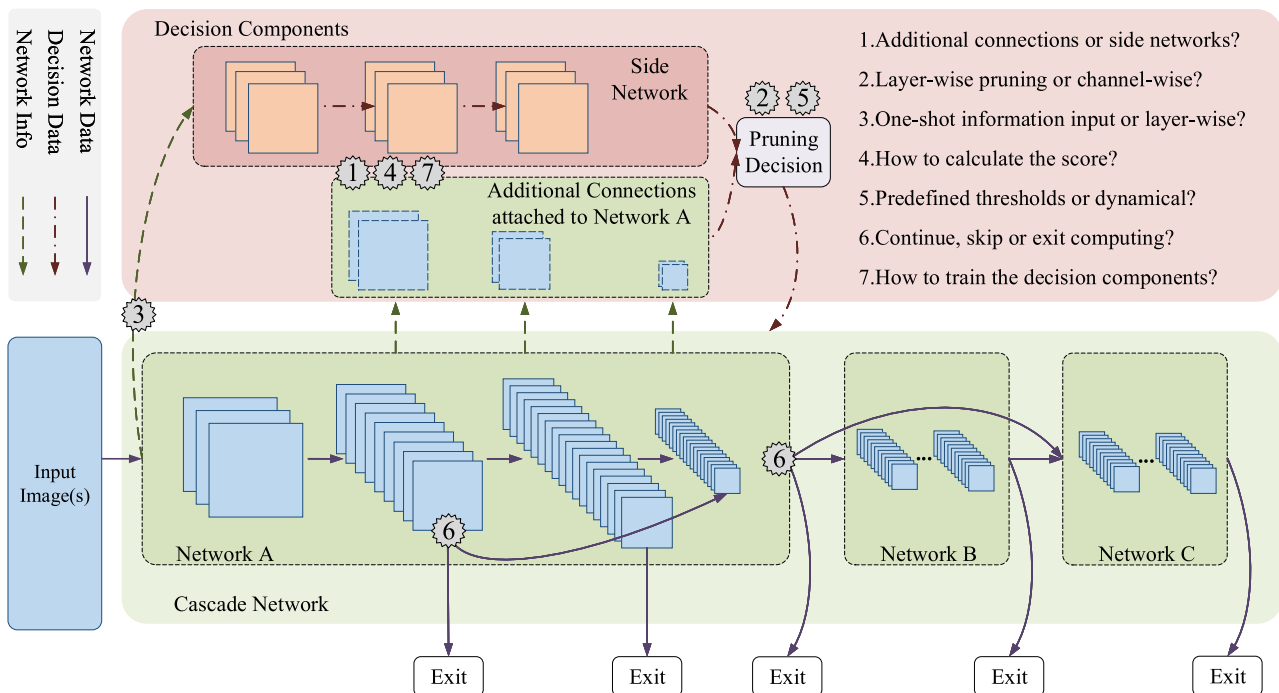 Network Info
Decision Data
Network Data
Decision Components
Side
Network
1
4
7
Additional Connections
attached to Network A
2
5
Pruning
Decision
1.Additional connections or side networks?
2.Layer-wise pruning or channel-wise?
3.One-shot information input or layer-wise?
4.How to calculate the score?
5.Predefined thresholds or dynamical?
6.Continue, skip or exit computing?
7.How to train the decision components?
3
Input
Image(s)
6
6
...
...
Network A
Network B
Network C
Cascade Network
Exit
Exit
Exit
Exit
Exit